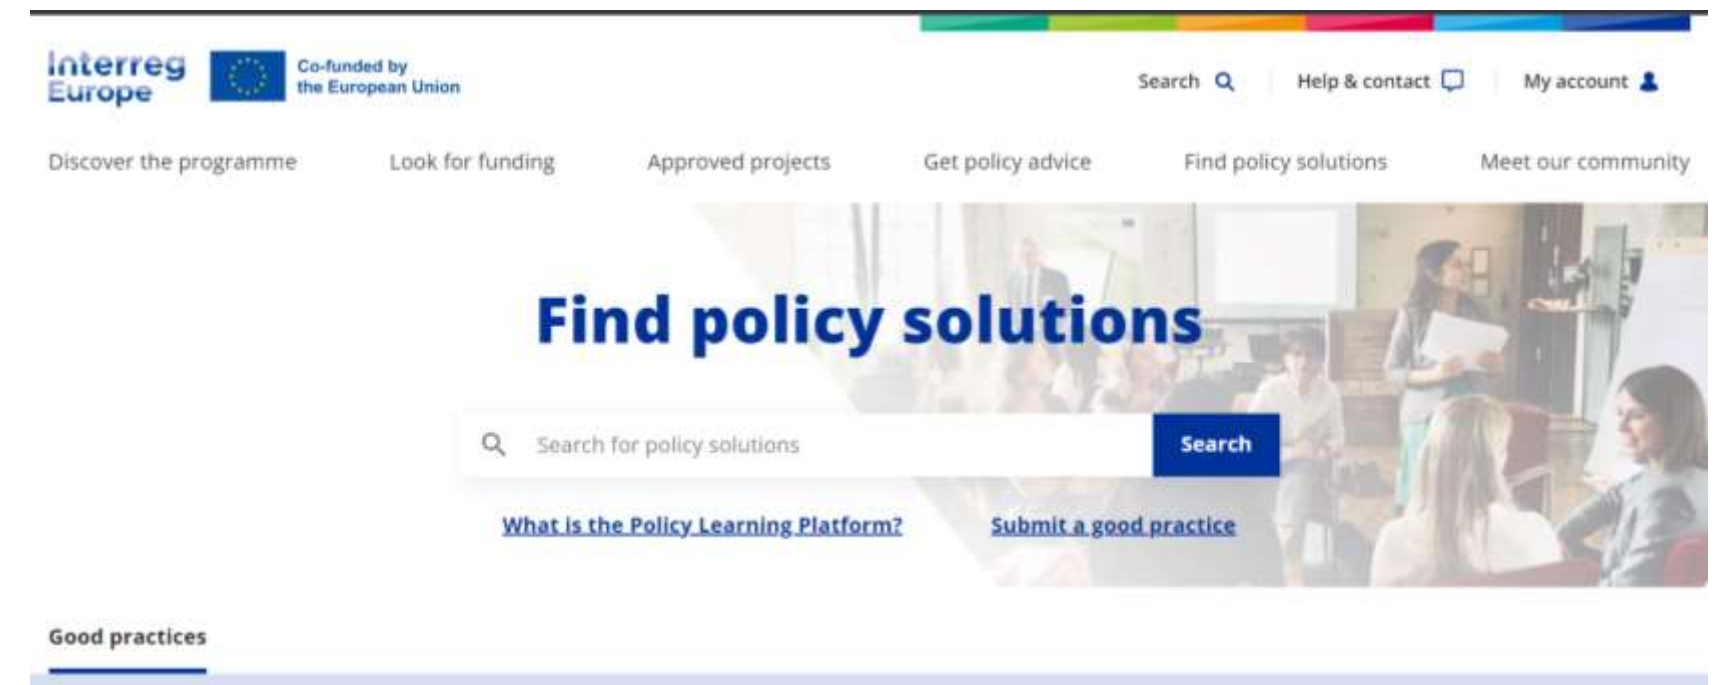 Interreg
Europe
Co-funded by
the European Union
Search
Help & contact
My account
Discover the programme
Look for funding
Approved projects
Get policy advice
Find policy solutions
Meet our community
Find policy solutions
Search for policy solutions
Search
What is the Policy Learning Platform?
Submit a good practice
Good practices